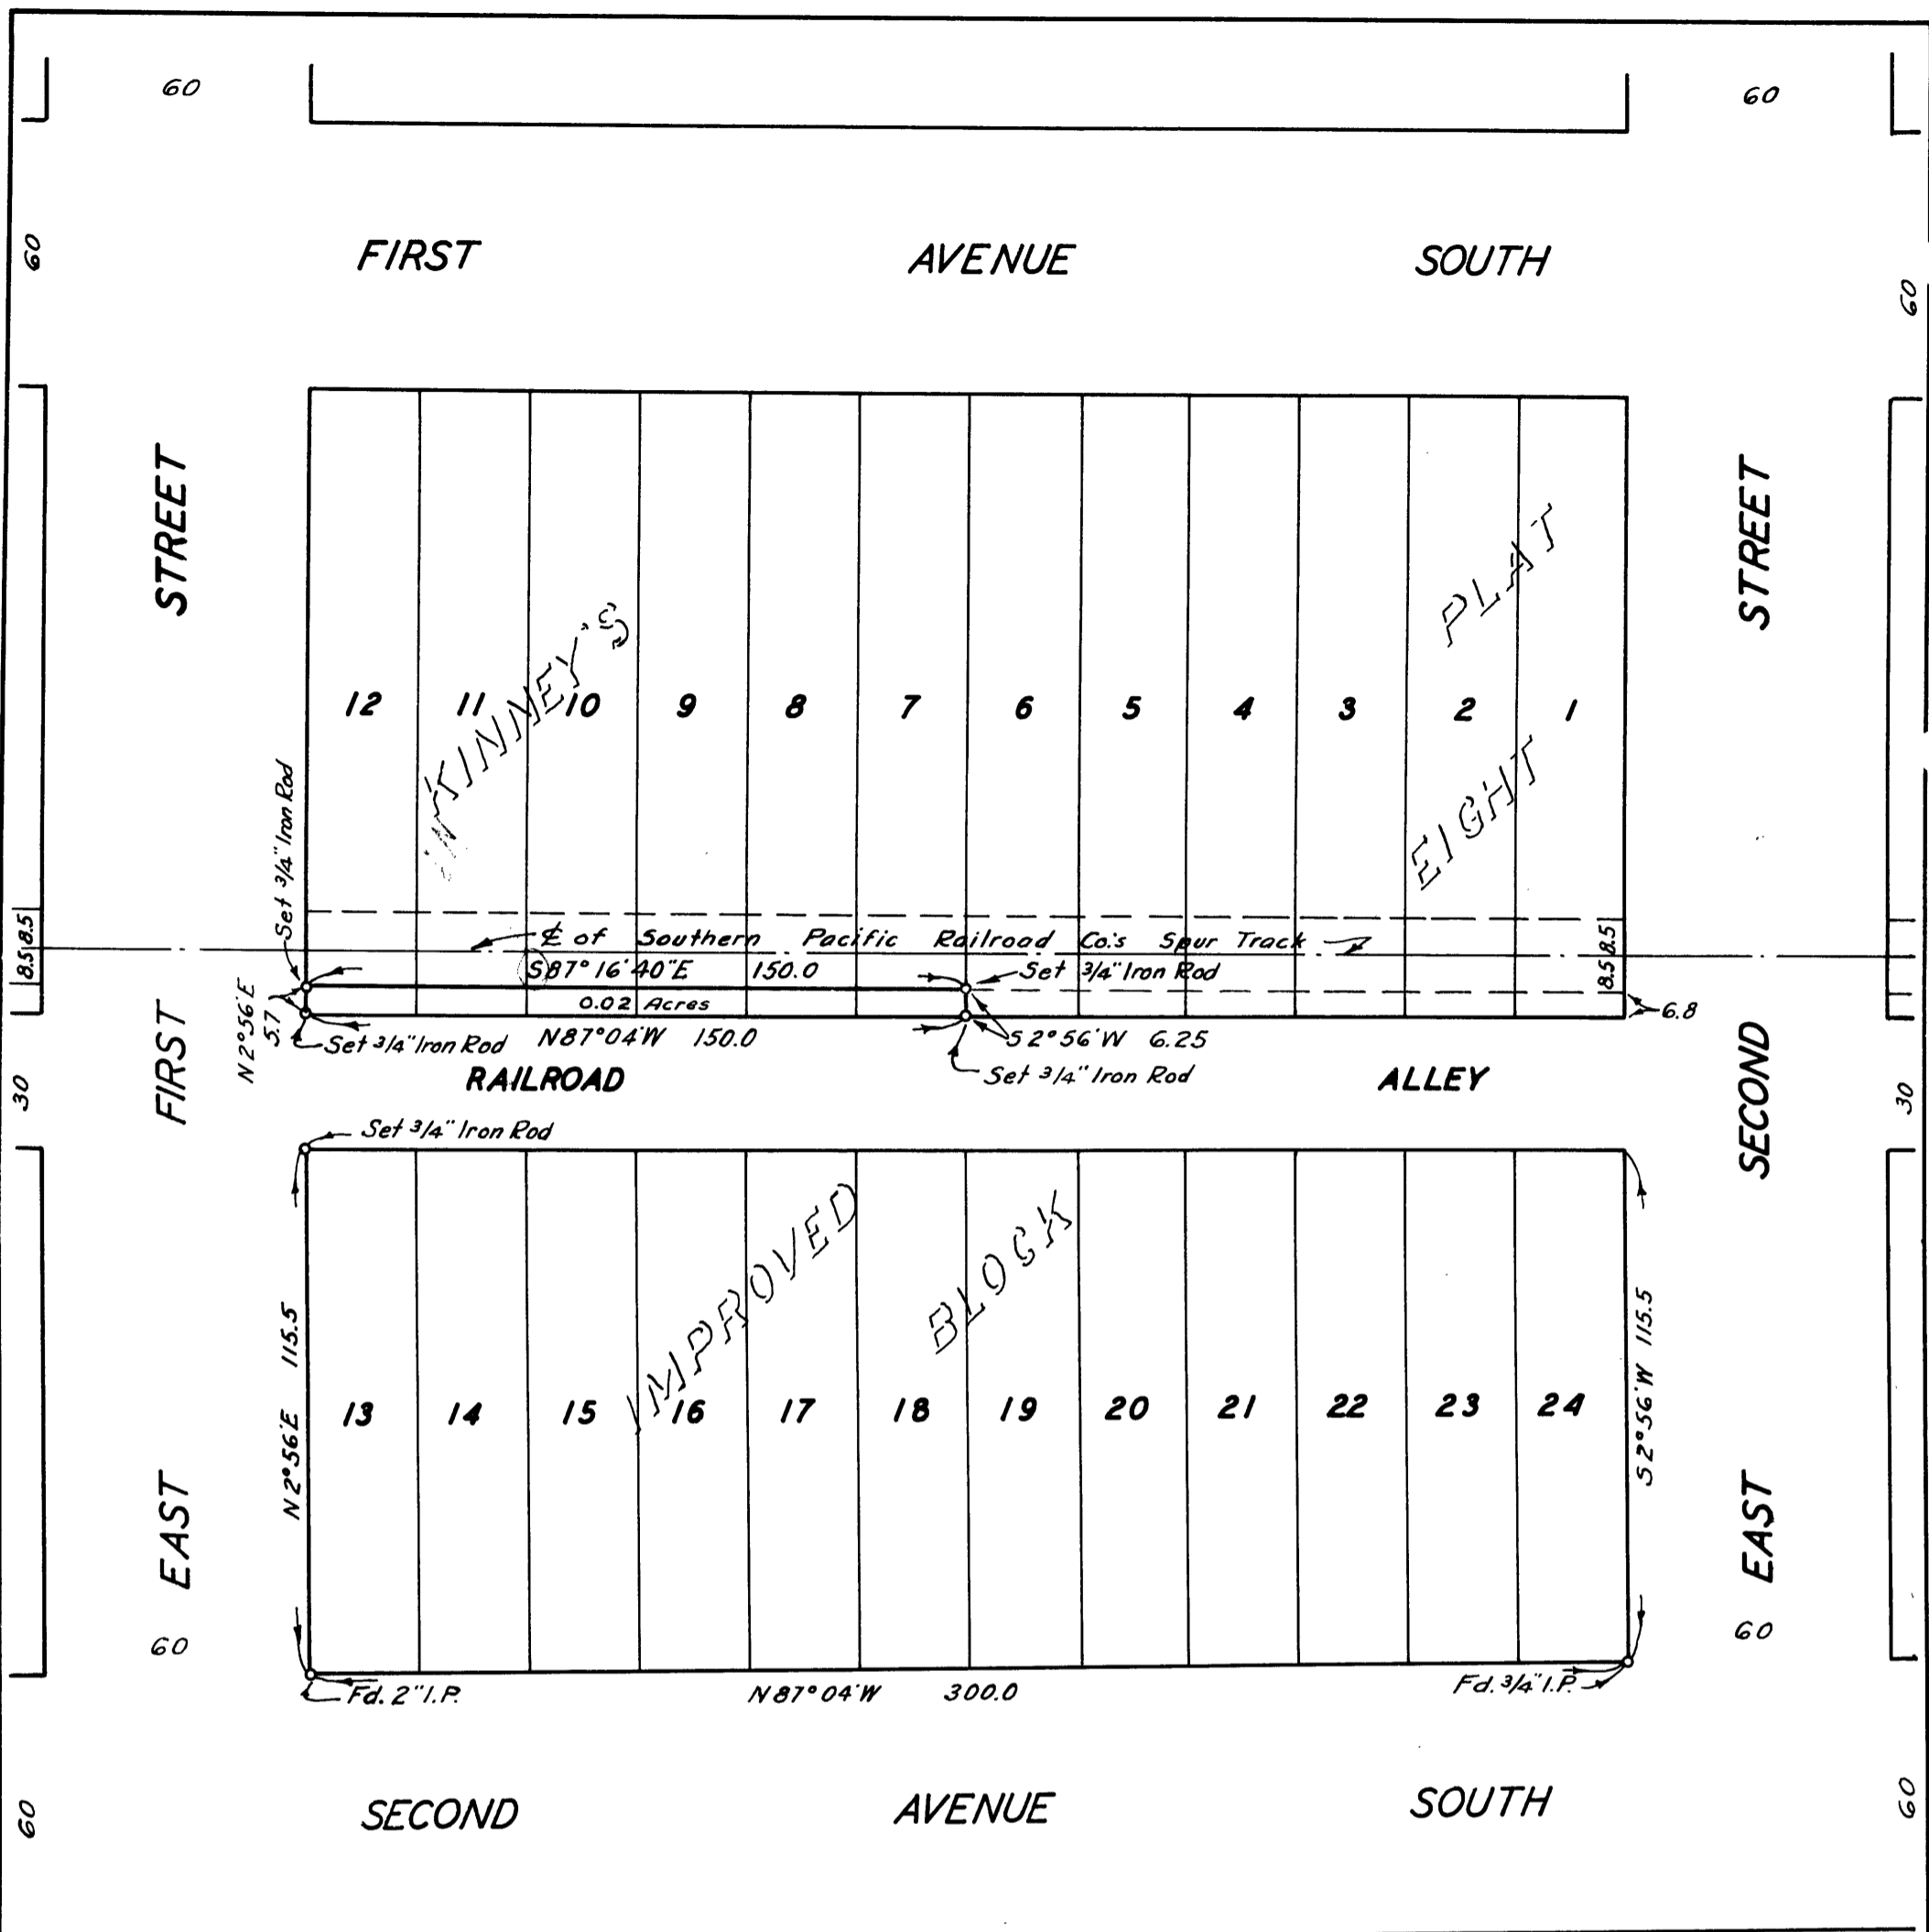 60
60
FIRST AVENUE SOUTH
60
60
STREET
STREET
PLAT
12 11 10 9 8 7 6 5 4 3 2 1
EIGHT
Set 3/4" Iron Rod
8.5 8.5
8.5 8.5
℄ of Southern Pacific Railroad Co.'s Spur Track
S87°16'40"E 150.0
Set 3/4" Iron Rod
0.02 Acres
6.8
N2°56'E
5.7
Set 3/4" Iron Rod
N87°04'W 150.0
S2°56'W 6.25
Set 3/4" Iron Rod
FIRST
SECOND
30
30
RAILROAD ALLEY
Set 3/4" Iron Rod
IMPROVED BLOCK
N2°56'E 115.5
S2°56'W 115.5
13 14 15 16 17 18 19 20 21 22 23 24
EAST
EAST
60
60
Fd. 2" I.P.
N87°04'W 300.0
Fd. 3/4" I.P.
60
60
SECOND AVENUE SOUTH